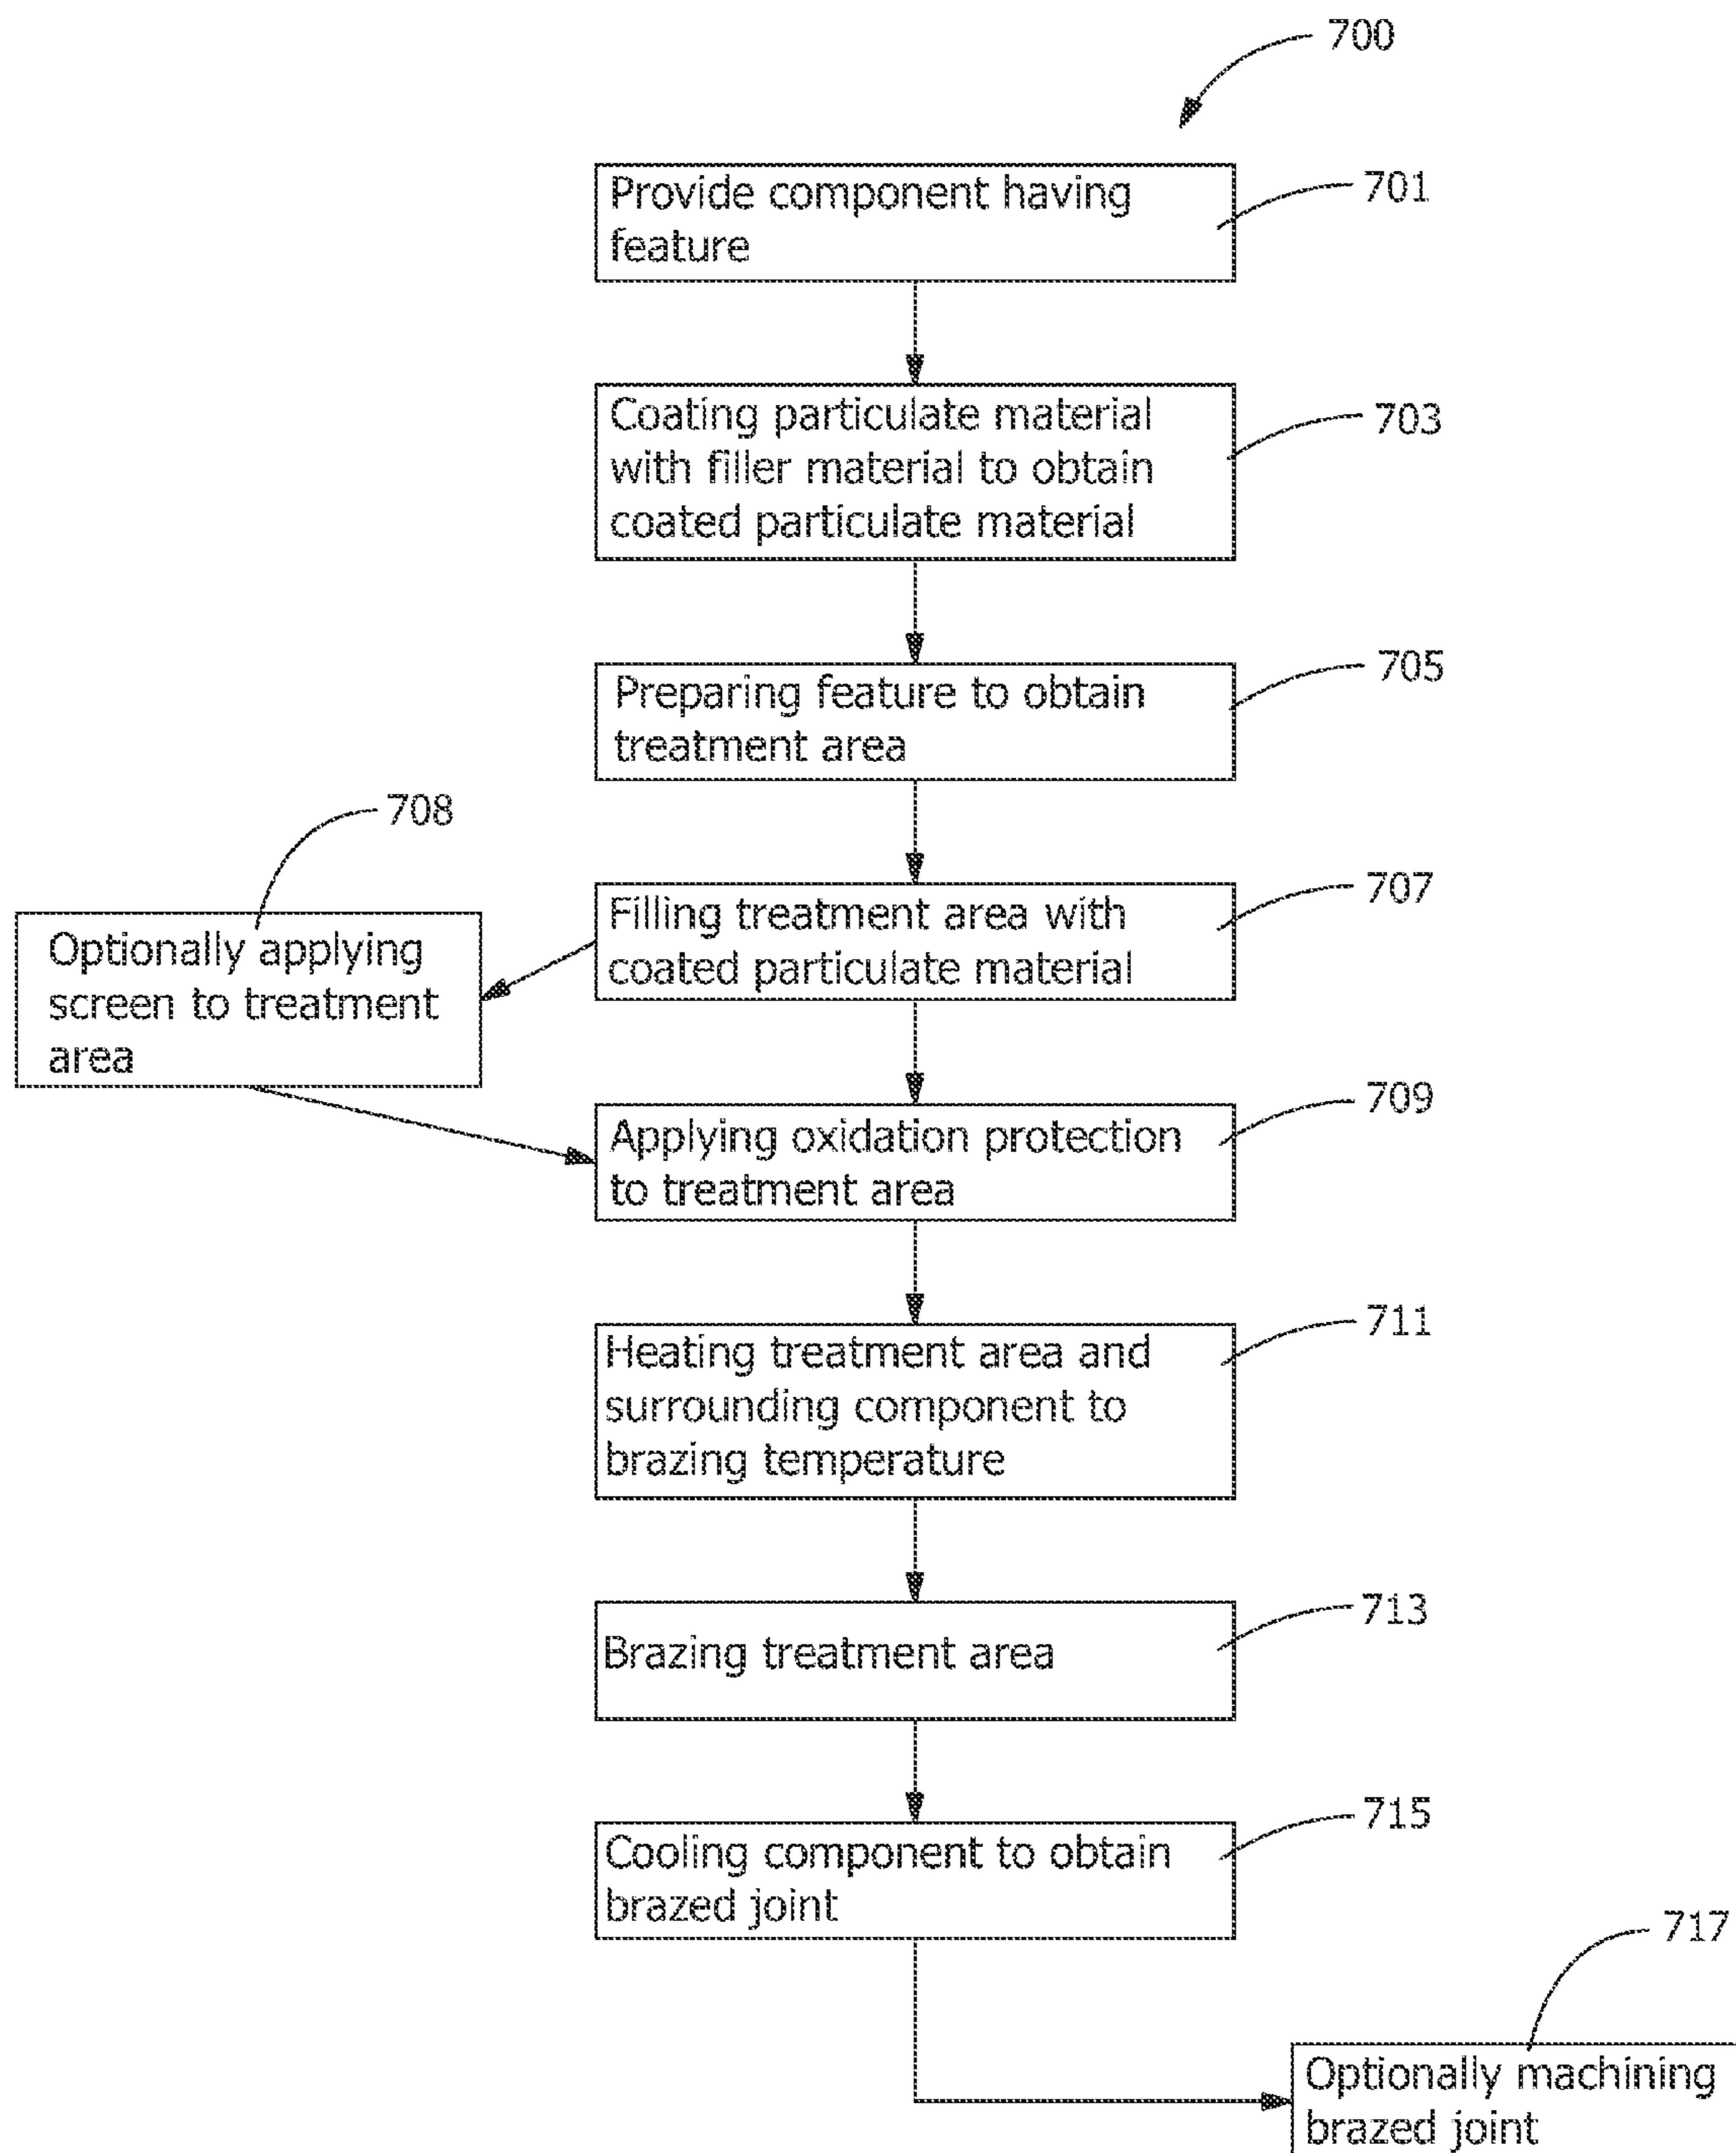 700
Provide component having
feature
701
Coating particulate material
with filler material to obtain
coated particulate material
703
Preparing feature to obtain
treatment area
705
708
Optionally applying
screen to treatment
area
Filling treatment area with
coated particulate material
707
Applying oxidation protection
to treatment area
709
Heating treatment area and
surrounding component to
brazing temperature
711
Brazing treatment area
713
Cooling component to obtain
brazed joint
715
717
Optionally machining
brazed joint